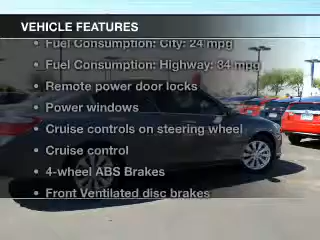 VEHICLE FEATURES
• Fuel Consumption: City: 24 mpg
• Fuel Consumption: Highway: 34 mpg
• Remote power door locks
• Power windows
• Cruise controls on steering wheel
• Cruise control
• 4-wheel ABS Brakes
• Front Ventilated disc brakes